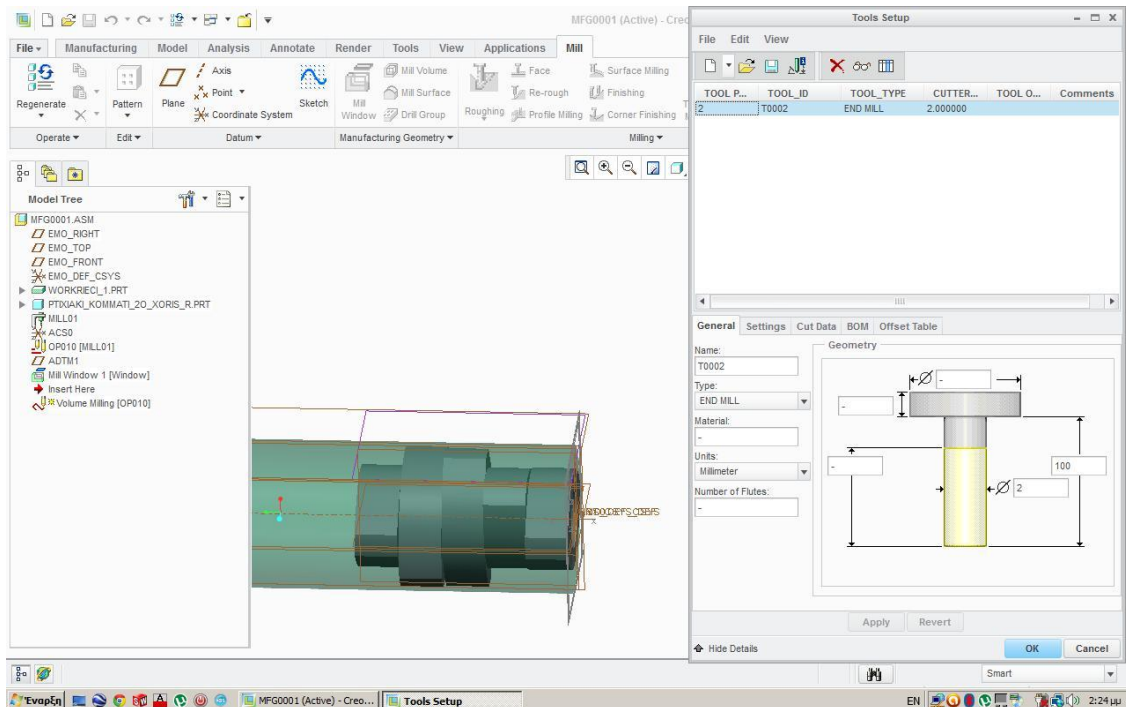 MFG0001 (Active) - Creo
File Manufacturing Model Analysis Annotate Render Tools View Applications Mill
Regenerate
Pattern
Plane
Axis
Point
Coordinate System
Sketch
Mill Window
Mill Volume
Mill Surface
Drill Group
Roughing
Face
Re-rough
Profile Milling
Surface Milling
Finishing
Corner Finishing
Operate Edit Datum Manufacturing Geometry Milling
Model Tree
MFG0001.ASM
EMO_RIGHT
EMO_TOP
EMO_FRONT
EMO_DEF_CSYS
WORKRIECI_1.PRT
PTIXIAKI_KOMMATI_2O_XORIS_R.PRT
MILL01
ACS0
OP010 [MILL01]
ADTM1
Mill Window 1 [Window]
Insert Here
Volume Milling [OP010]
Tools Setup
File Edit View
TOOL P... TOOL_ID TOOL_TYPE CUTTER... TOOL O... Comments
2 T0002 END MILL 2.000000
General Settings Cut Data BOM Offset Table
Name:
T0002
Type:
END MILL
Material:
-
Units:
Millimeter
Number of Flutes:
-
Geometry
Ø -
-
-
100
Ø 2
Apply Revert
Hide Details OK Cancel
Smart
Έναρξη MFG0001 (Active) - Creo... Tools Setup EN 2:24 μμ